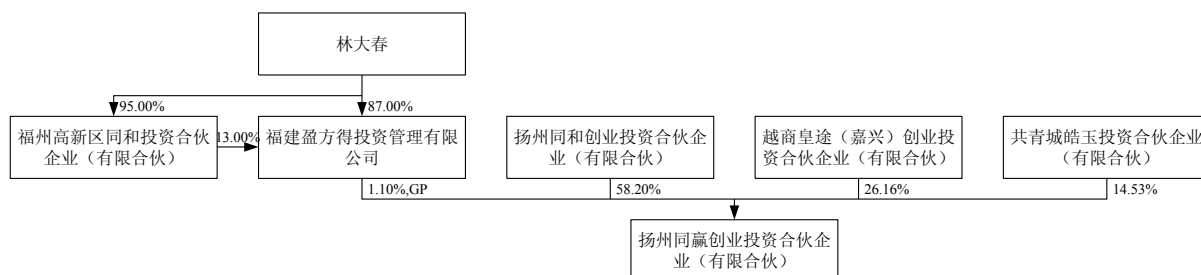 林大春
95.00%
87.00%
福州高新区同和投资合伙
企业（有限合伙）
13.00%
福建盈方得投资管理有限
公司
扬州同和创业投资合伙企
业（有限合伙）
越商皇途（嘉兴）创业投
资合伙企业（有限合伙）
共青城皓玉投资合伙企业
（有限合伙）
1.10%,GP
58.20%
26.16%
14.53%
扬州同赢创业投资合伙企
业（有限合伙）